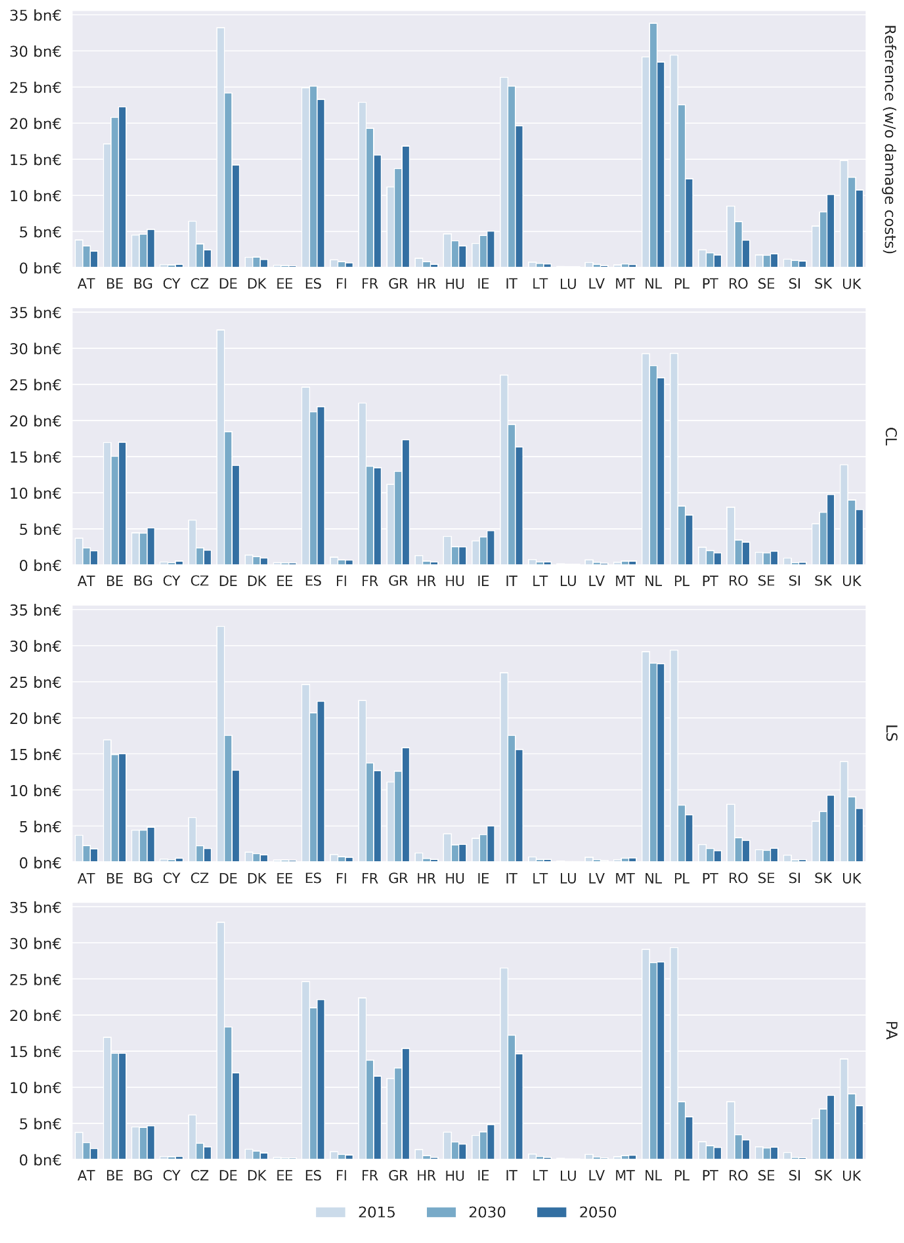 35 bn€
30 bn€
25 bn€
20 bn€
15 bn€
10 bn€
5 bn€
0 bn€
AT BE BG CY CZ DE DK EE ES FI FR GR HR HU IE IT LT LU LV MT NL PL PT RO SE SI SK UK
Reference (w/o damage costs)
35 bn€
30 bn€
25 bn€
20 bn€
15 bn€
10 bn€
5 bn€
0 bn€
AT BE BG CY CZ DE DK EE ES FI FR GR HR HU IE IT LT LU LV MT NL PL PT RO SE SI SK UK
CL
35 bn€
30 bn€
25 bn€
20 bn€
15 bn€
10 bn€
5 bn€
0 bn€
AT BE BG CY CZ DE DK EE ES FI FR GR HR HU IE IT LT LU LV MT NL PL PT RO SE SI SK UK
LS
35 bn€
30 bn€
25 bn€
20 bn€
15 bn€
10 bn€
5 bn€
0 bn€
AT BE BG CY CZ DE DK EE ES FI FR GR HR HU IE IT LT LU LV MT NL PL PT RO SE SI SK UK
PA
2015 2030 2050